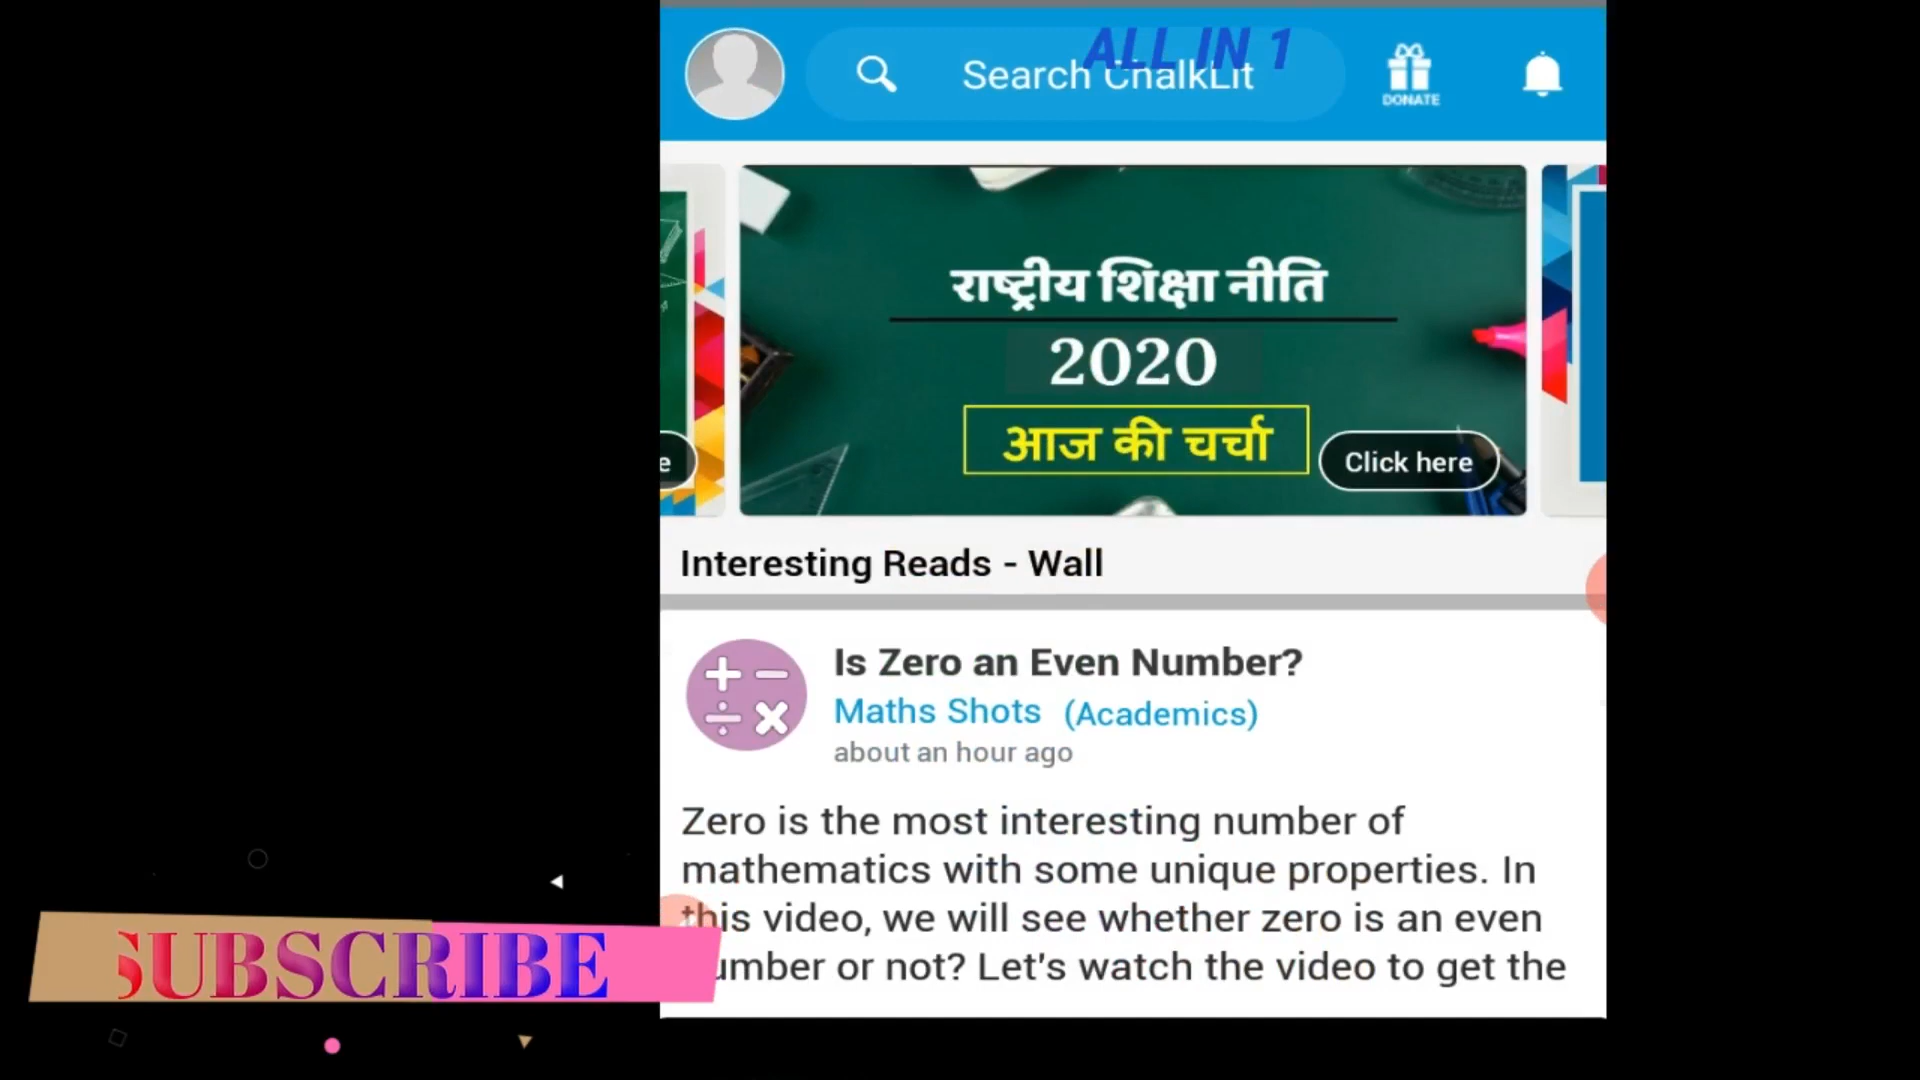 ALL IN 1
Search ChalkLit
DONATE
राष्ट्रीय शिक्षा नीति
2020
आज की चर्चा
Click here
e
Interesting Reads - Wall
Is Zero an Even Number?
Maths Shots (Academics)
about an hour ago
Zero is the most interesting number of
mathematics with some unique properties. In
this video, we will see whether zero is an even
umber or not? Let's watch the video to get the
SUBSCRIBE